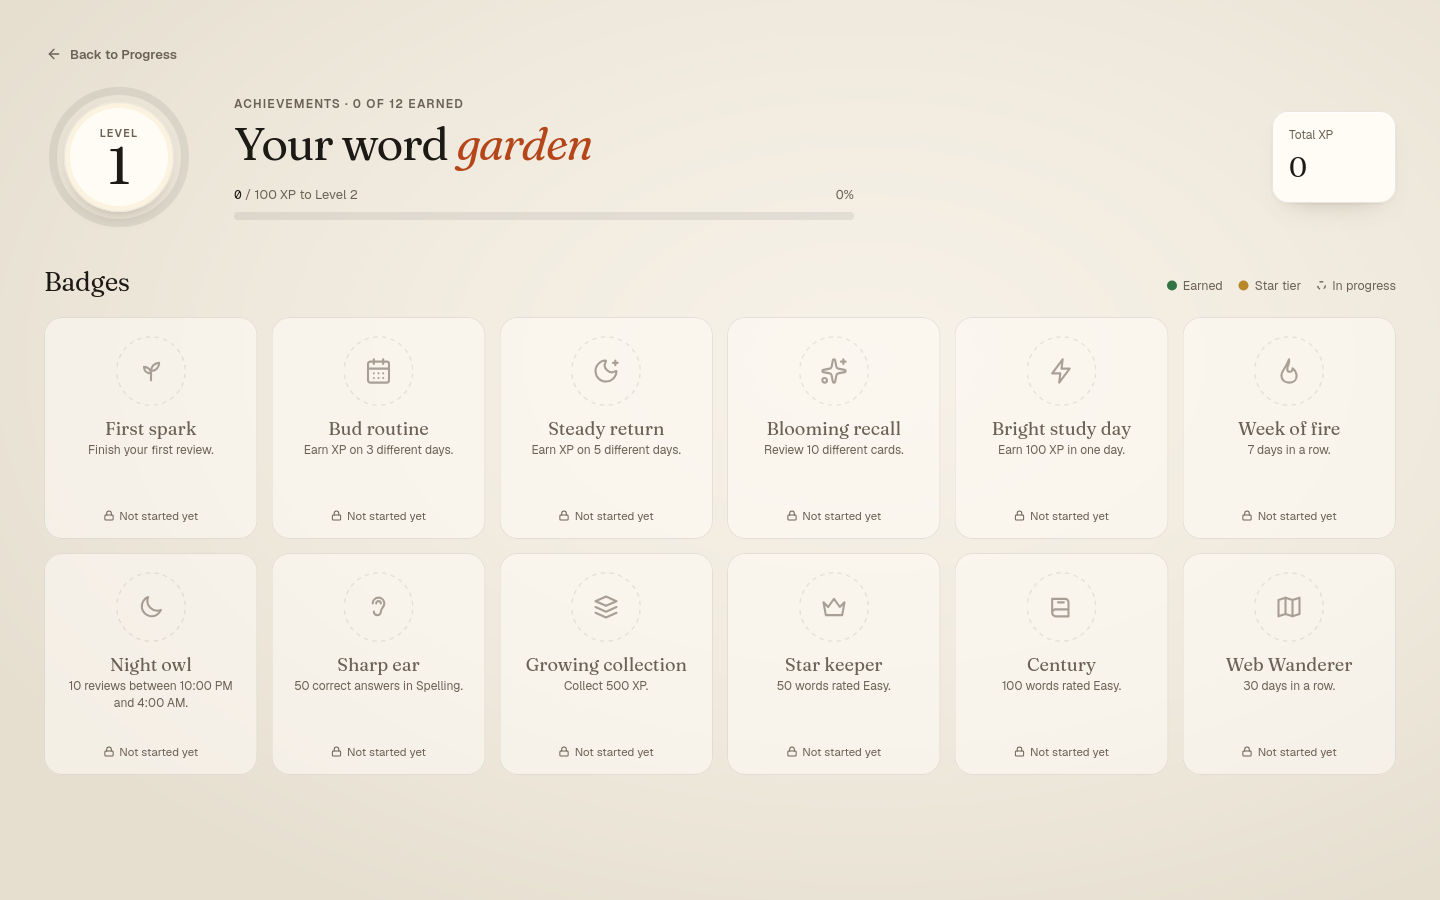 Back to Progress
LEVEL
1
ACHIEVEMENTS · 0 OF 12 EARNED
Your word garden
0 / 100 XP to Level 2
0%
Total XP
0
Badges
Earned
Star tier
In progress
First spark
Finish your first review.
Not started yet
Bud routine
Earn XP on 3 different days.
Not started yet
Steady return
Earn XP on 5 different days.
Not started yet
Blooming recall
Review 10 different cards.
Not started yet
Bright study day
Earn 100 XP in one day.
Not started yet
Week of fire
7 days in a row.
Not started yet
Night owl
10 reviews between 10:00 PM
and 4:00 AM.
Not started yet
Sharp ear
50 correct answers in Spelling.
Not started yet
Growing collection
Collect 500 XP.
Not started yet
Star keeper
50 words rated Easy.
Not started yet
Century
100 words rated Easy.
Not started yet
Web Wanderer
30 days in a row.
Not started yet